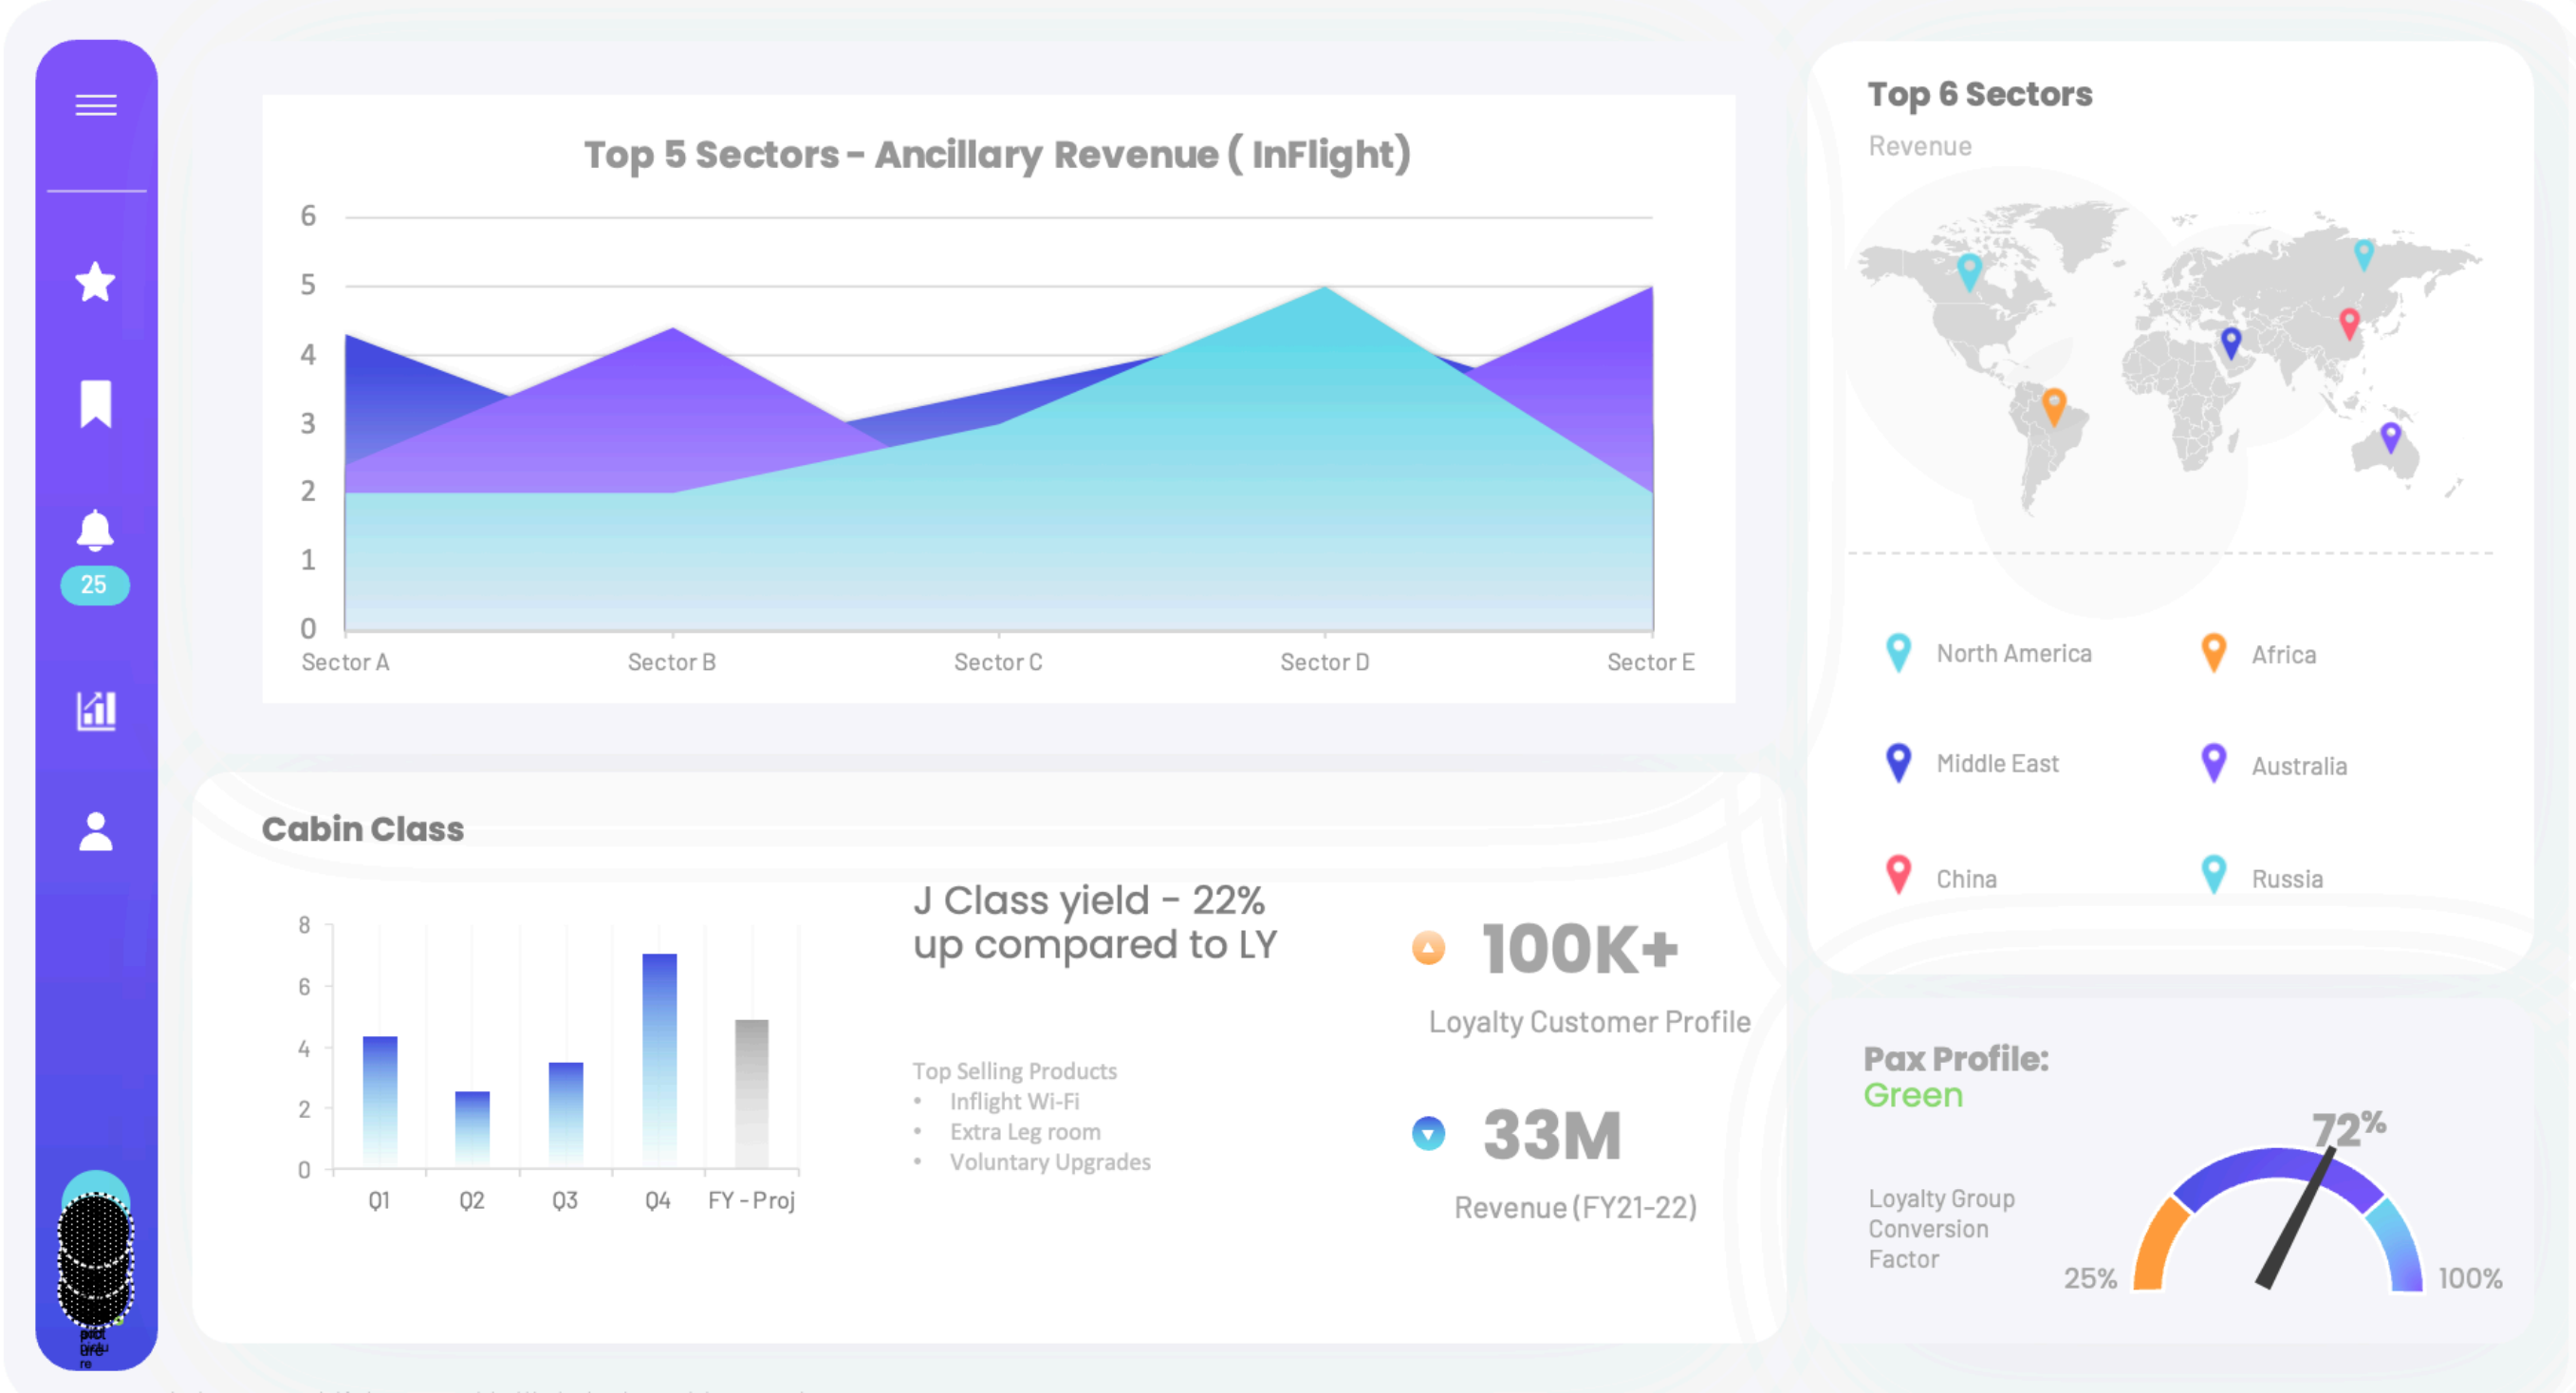 25
Top 5 Sectors - Ancillary Revenue ( InFlight)
6
5
4
3
2
1
0
Sector A Sector B Sector C Sector D Sector E
Top 6 Sectors
Revenue
North America Africa
Middle East Australia
China Russia
Cabin Class
8
6
4
2
0
Q1 Q2 Q3 Q4 FY - Proj
J Class yield - 22%
up compared to LY
Top Selling Products
• Inflight Wi-Fi
• Extra Leg room
• Voluntary Upgrades
100K+
Loyalty Customer Profile
33M
Revenue (FY21-22)
Pax Profile:
Green
72%
Loyalty Group
Conversion
Factor
25% 100%